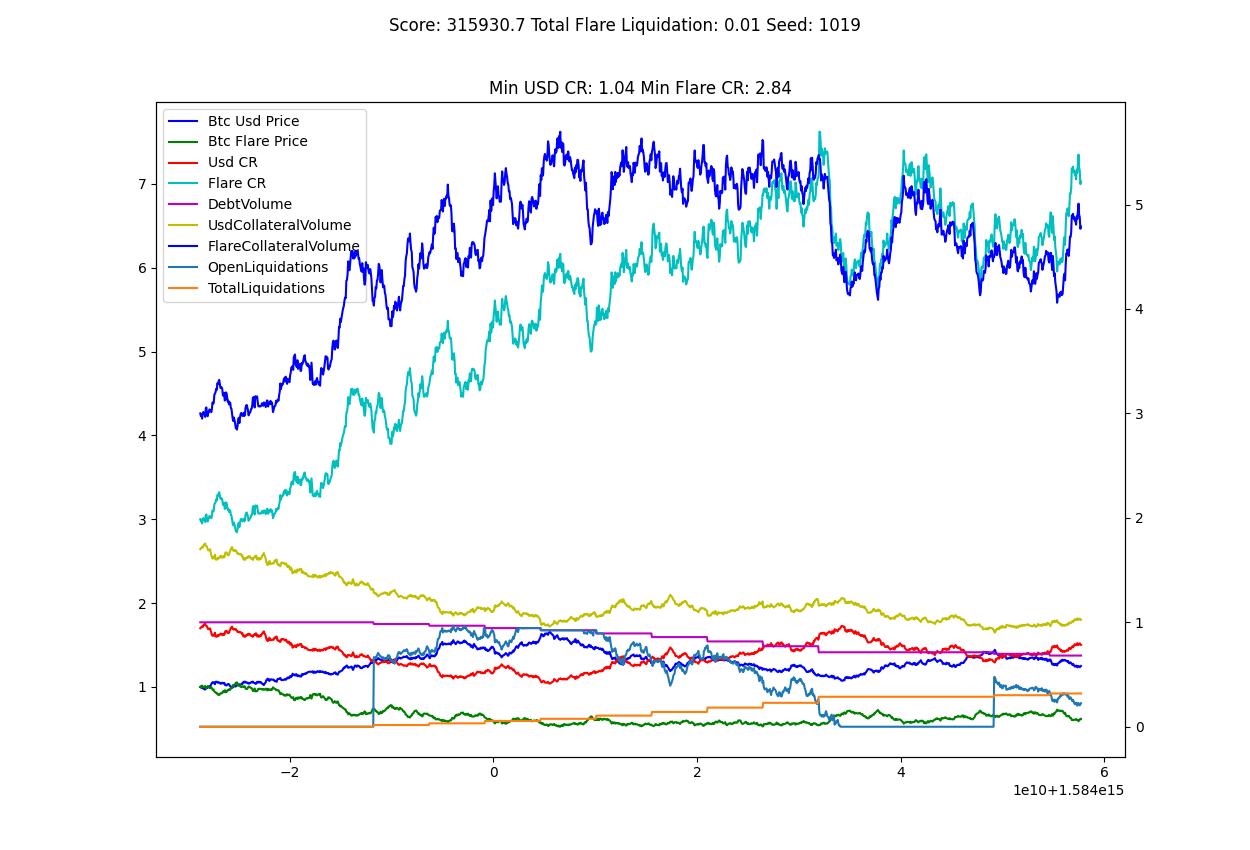 Score: 315930.7 Total Flare Liquidation: 0.01 Seed: 1019
Min USD CR: 1.04 Min Flare CR: 2.84
Btc Usd Price
Btc Flare Price
Usd CR
Flare CR
DebtVolume
UsdCollateralVolume
FlareCollateralVolume
OpenLiquidations
TotalLiquidations
7
6
5
4
3
2
1
5
4
3
2
1
0
−2
0
2
4
6
1e10+1.584e15